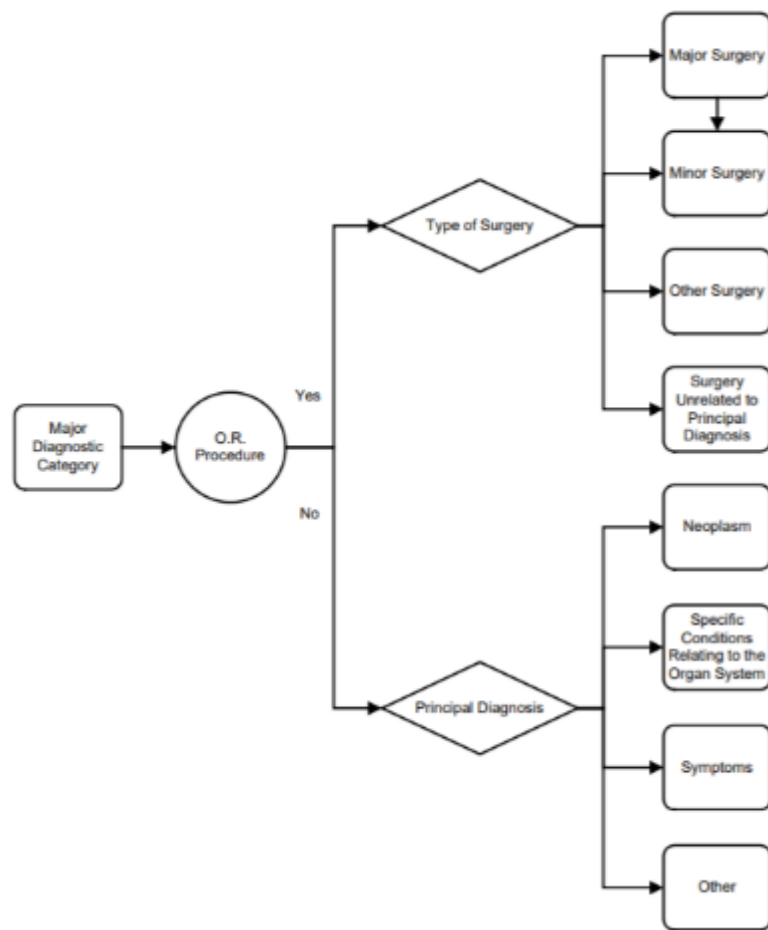 Major Surgery
Minor Surgery
Type of Surgery
Other Surgery
Surgery
Unrelated to
Principal
Diagnosis
Yes
Major
Diagnostic
Category
O.R.
Procedure
No
Neoplasm
Specific
Conditions
Relating to the
Organ System
Principal Diagnosis
Symptoms
Other